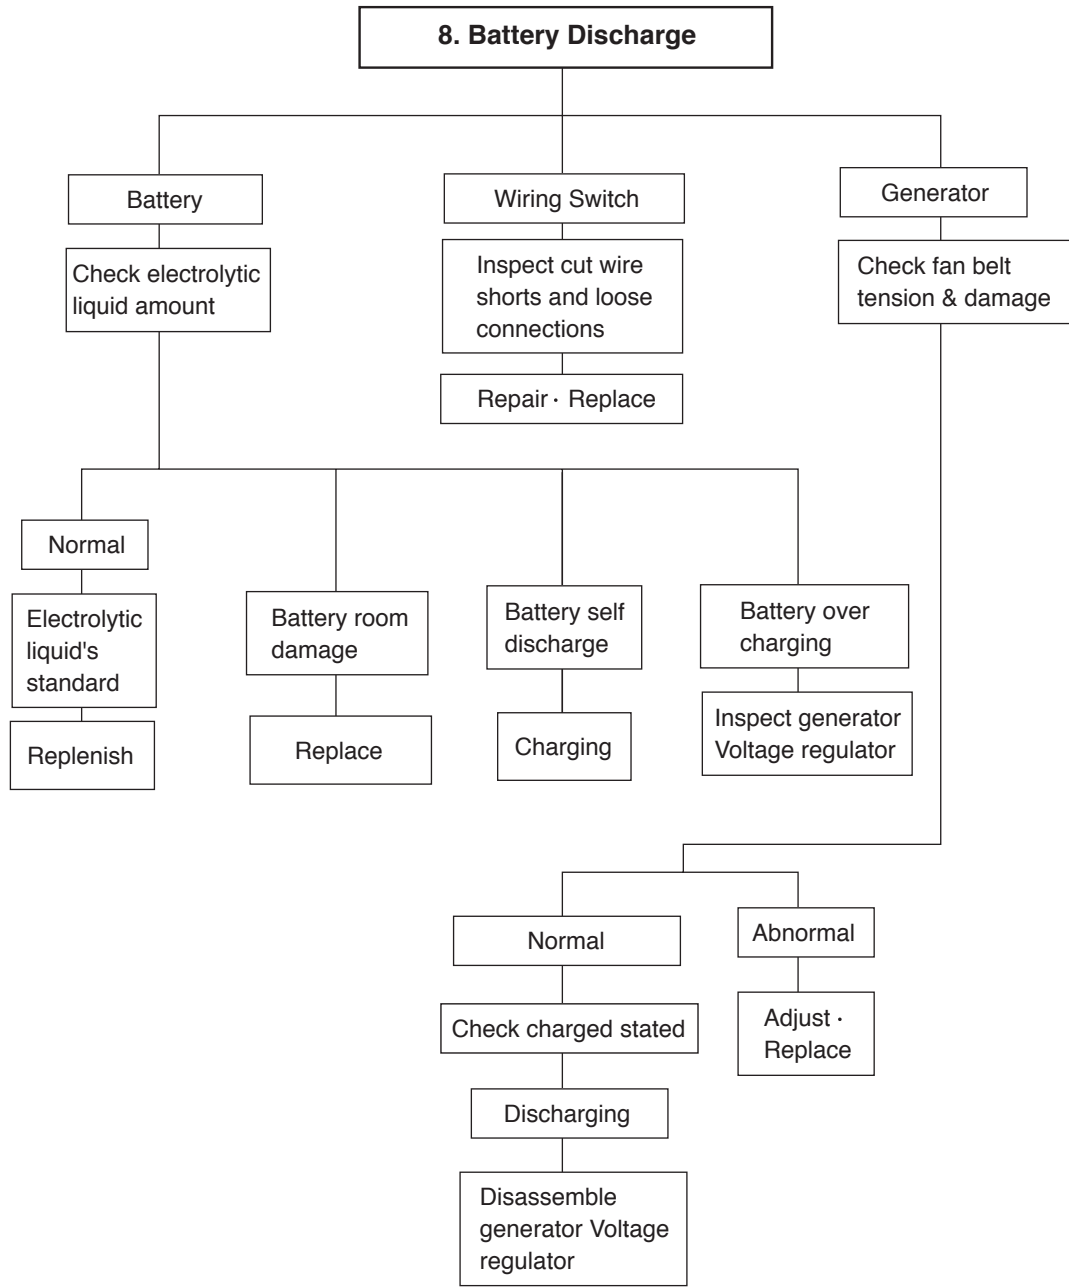 8. Battery Discharge
Battery
Wiring Switch
Generator
Check electrolytic
liquid amount
Inspect cut wire
shorts and loose
connections
Check fan belt
tension & damage
Repair · Replace
Normal
Electrolytic
liquid's
standard
Replenish
Battery room
damage
Replace
Battery self
discharge
Charging
Battery over
charging
Inspect generator
Voltage regulator
Normal
Abnormal
Check charged stated
Adjust ·
Replace
Discharging
Disassemble
generator Voltage
regulator